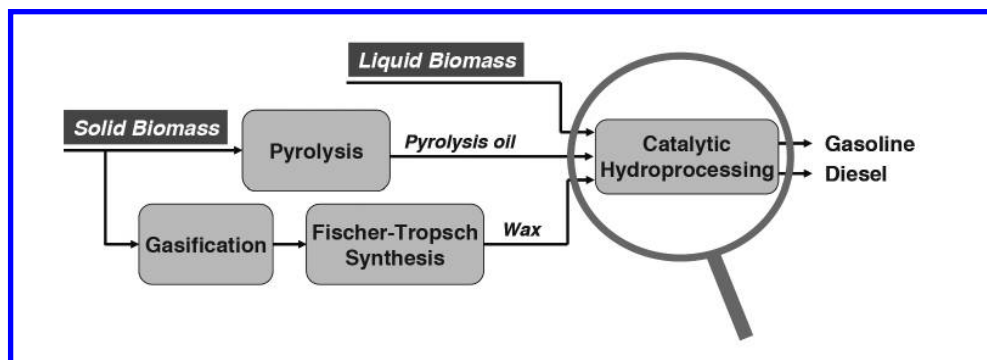 Liquid Biomass
Solid Biomass
Pyrolysis
Pyrolysis oil
Catalytic
Hydroprocessing
Gasoline
Diesel
Gasification
Fischer-Tropsch
Synthesis
Wax